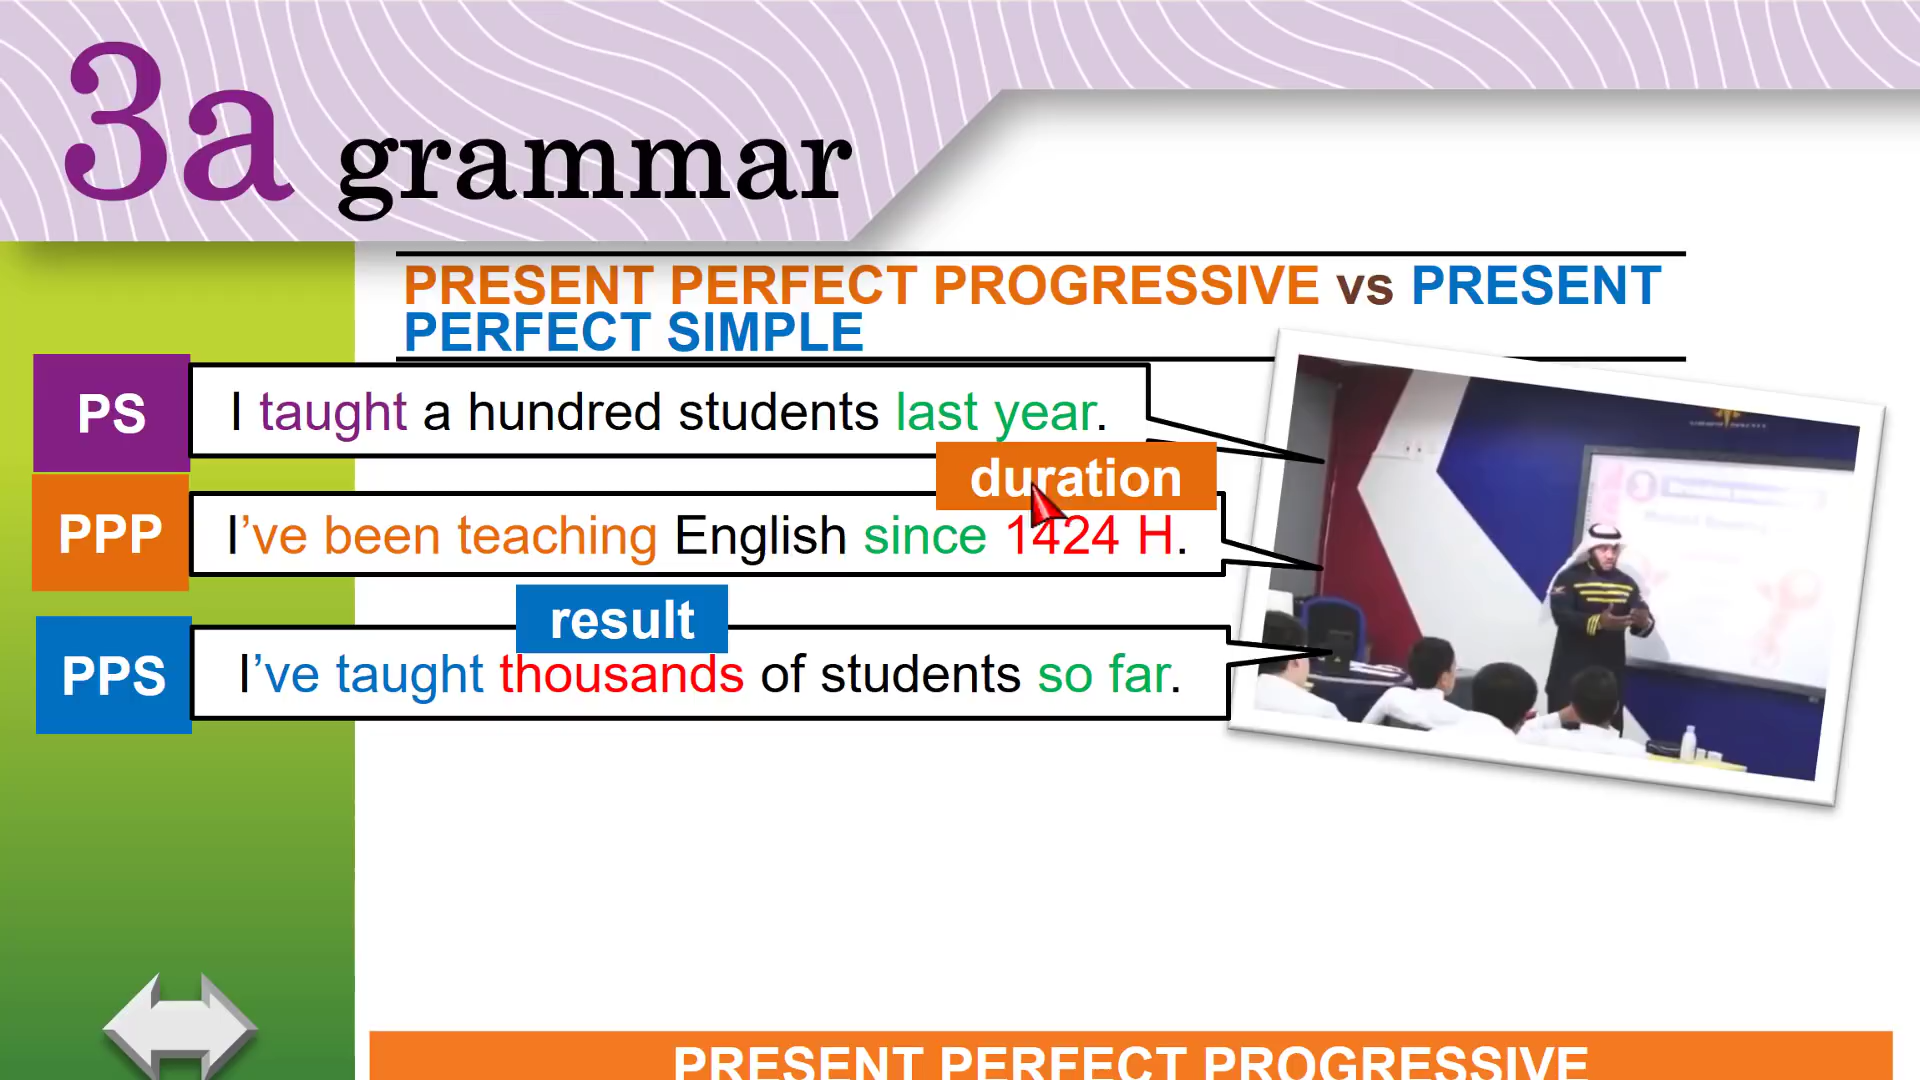 3a grammar
PRESENT PERFECT PROGRESSIVE vs PRESENT
PERFECT SIMPLE
PS
I taught a hundred students last year.
duration
PPP
I've been teaching English since 1424 H.
result
PPS
I've taught thousands of students so far.
PRESENT PERFECT PROGRESSIVE